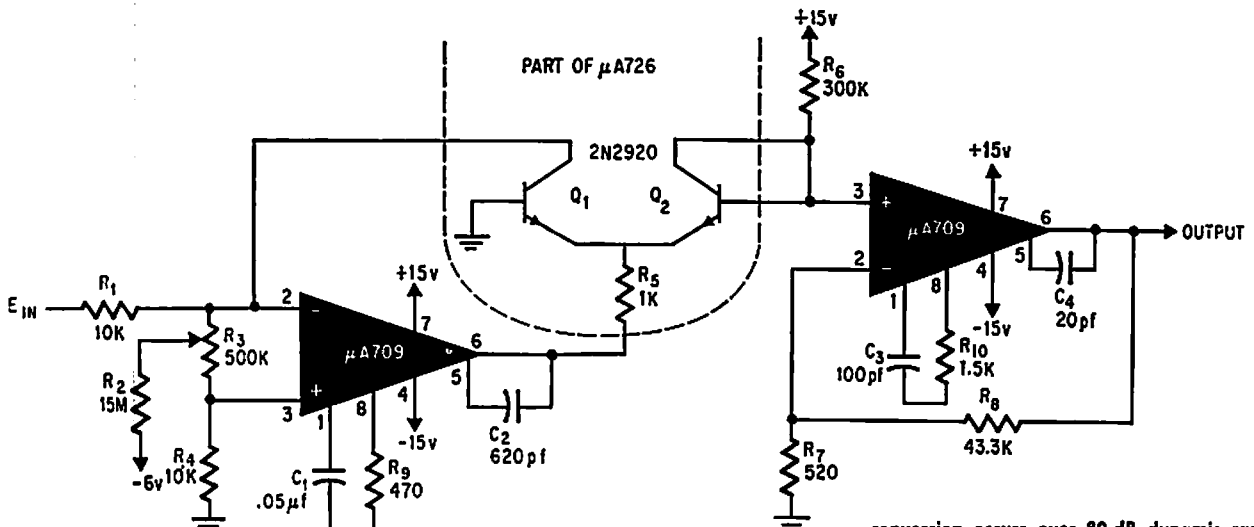 +15v
PART OF μA726
R6
300K
2N2920
+15v
Q1
Q2
3
+
7
μA709
6
OUTPUT
2
−
5
R5
1K
1
8
4
C4
20pf
-15v
EIN
R1
10K
+15v
2
−
7
R3
500K
μA709
6
5
R2
15M
+
3
1
8
4
-15v
C2
620pf
C3
100pf
R10
1.5K
R8
43.3K
R4
10K
-6v
C1
.05μf
R9
470
R7
520